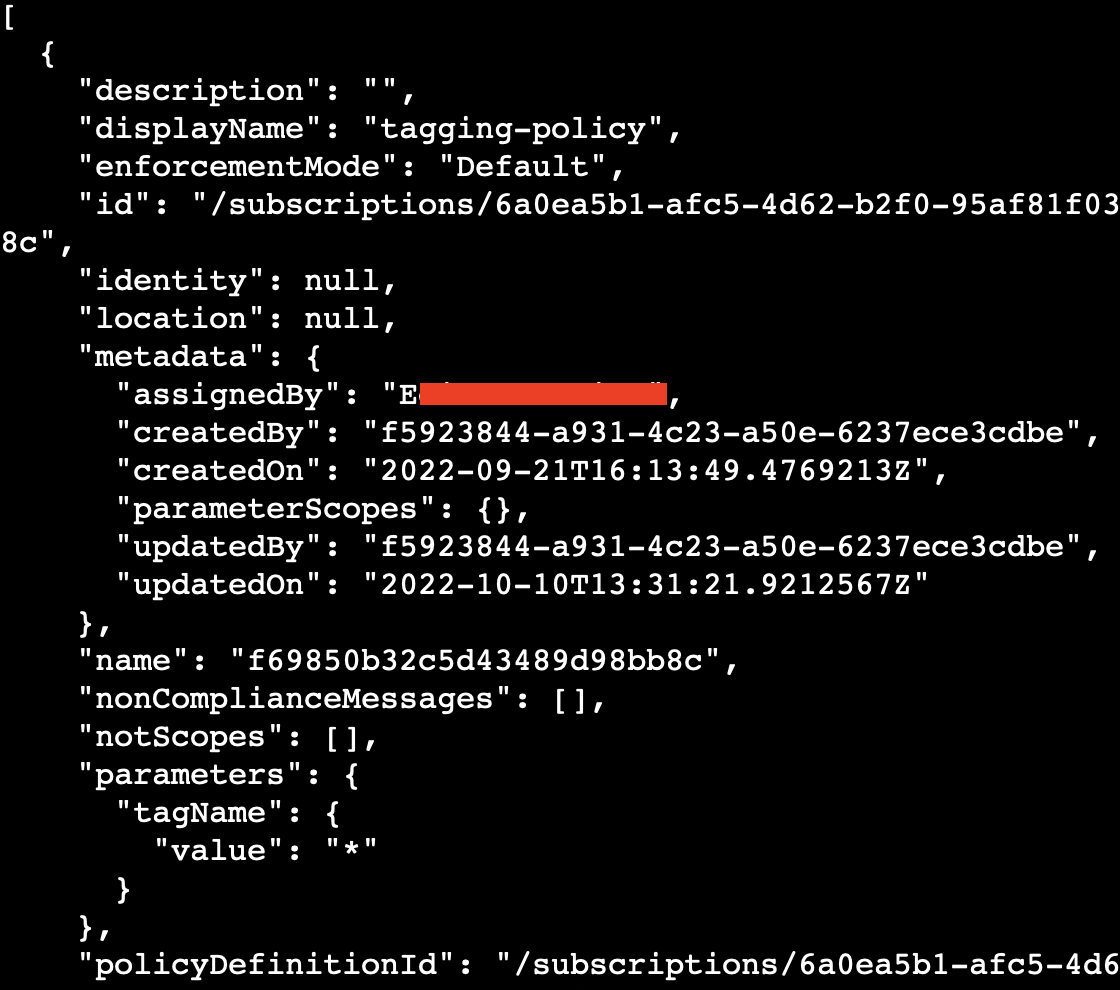 [
  {
    "description": "",
    "displayName": "tagging-policy",
    "enforcementMode": "Default",
    "id": "/subscriptions/6a0ea5b1-afc5-4d62-b2f0-95af81f03
8c",
    "identity": null,
    "location": null,
    "metadata": {
      "assignedBy": ",
      "createdBy": "f5923844-a931-4c23-a50e-6237ece3cdbe",
      "createdOn": "2022-09-21T16:13:49.4769213Z",
      "parameterScopes": {},
      "updatedBy": "f5923844-a931-4c23-a50e-6237ece3cdbe",
      "updatedOn": "2022-10-10T13:31:21.9212567Z"
    },
    "name": "f69850b32c5d43489d98bb8c",
    "nonComplianceMessages": [],
    "notScopes": [],
    "parameters": {
      "tagName": {
        "value": "*"
      }
    },
    "policyDefinitionId": "/subscriptions/6a0ea5b1-afc5-4d6